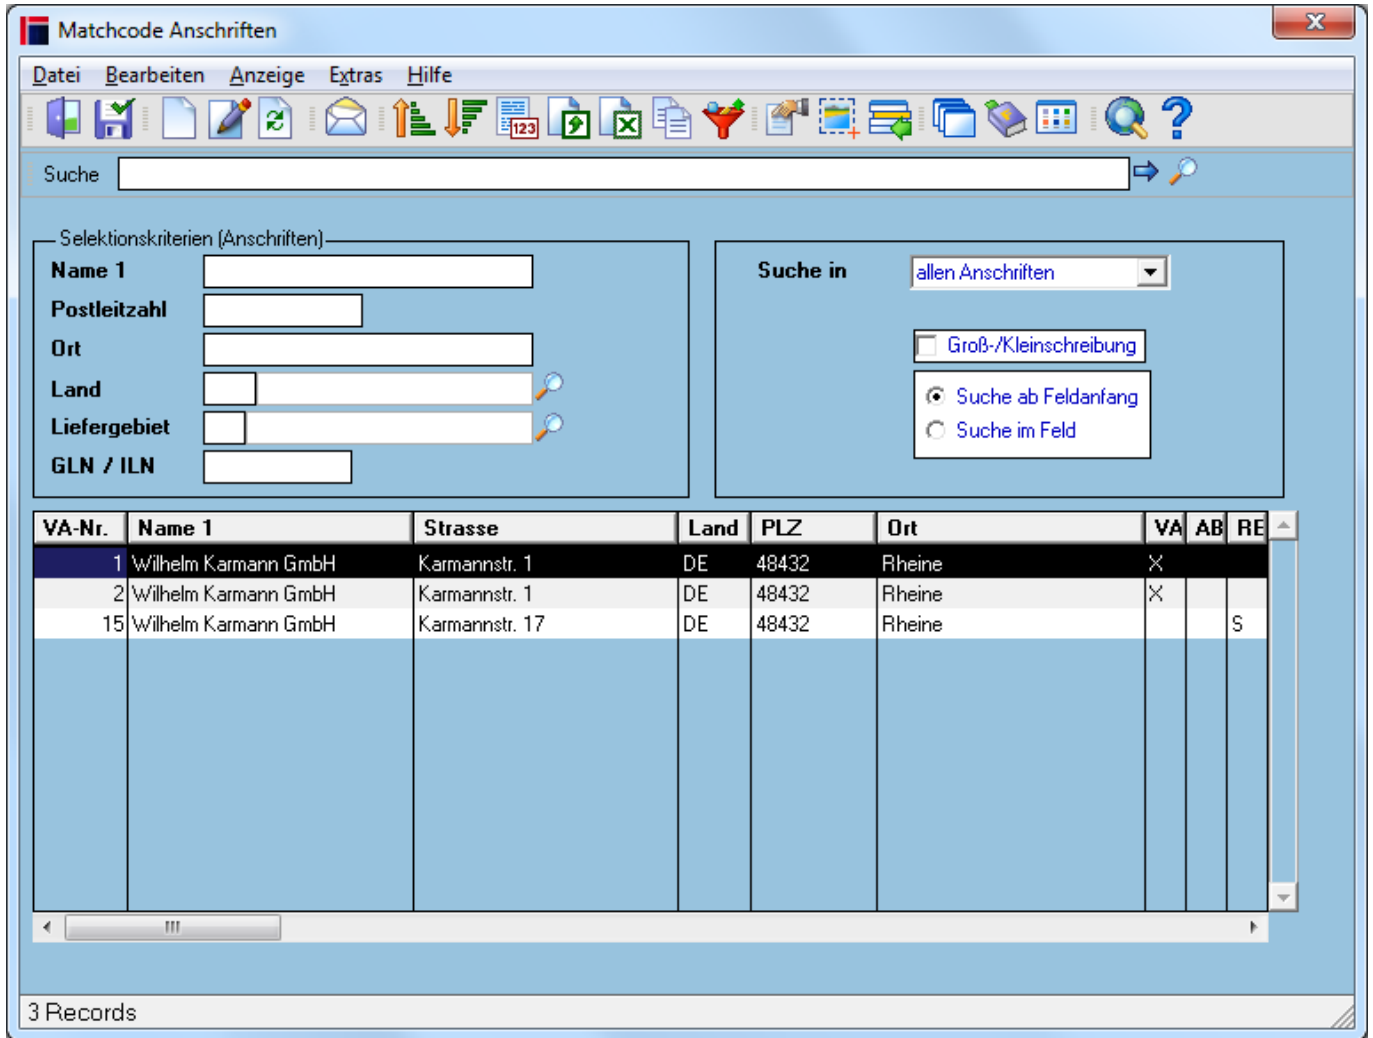 Matchcode Anschriften
Datei Bearbeiten Anzeige Extras Hilfe
123
Suche
Selektionskriterien (Anschriften)
Name 1
Postleitzahl
Ort
Land
Liefergebiet
GLN / ILN
Suche in allen Anschriften
Groß-/Kleinschreibung
Suche ab Feldanfang
Suche im Feld
VA-Nr. Name 1 Strasse Land PLZ Ort VA AB RE
1 Wilhelm Karmann GmbH Karmannstr. 1 DE 48432 Rheine X
2 Wilhelm Karmann GmbH Karmannstr. 1 DE 48432 Rheine X
15 Wilhelm Karmann GmbH Karmannstr. 17 DE 48432 Rheine S
3 Records